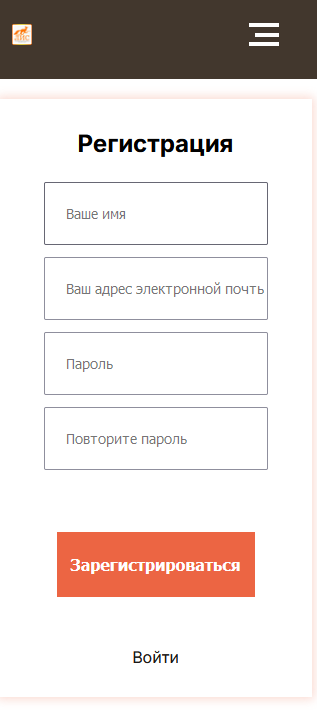 Регистрация
Ваше имя
Ваш адрес электронной почть
Пароль
Повторите пароль
Зарегистрироваться
Войти